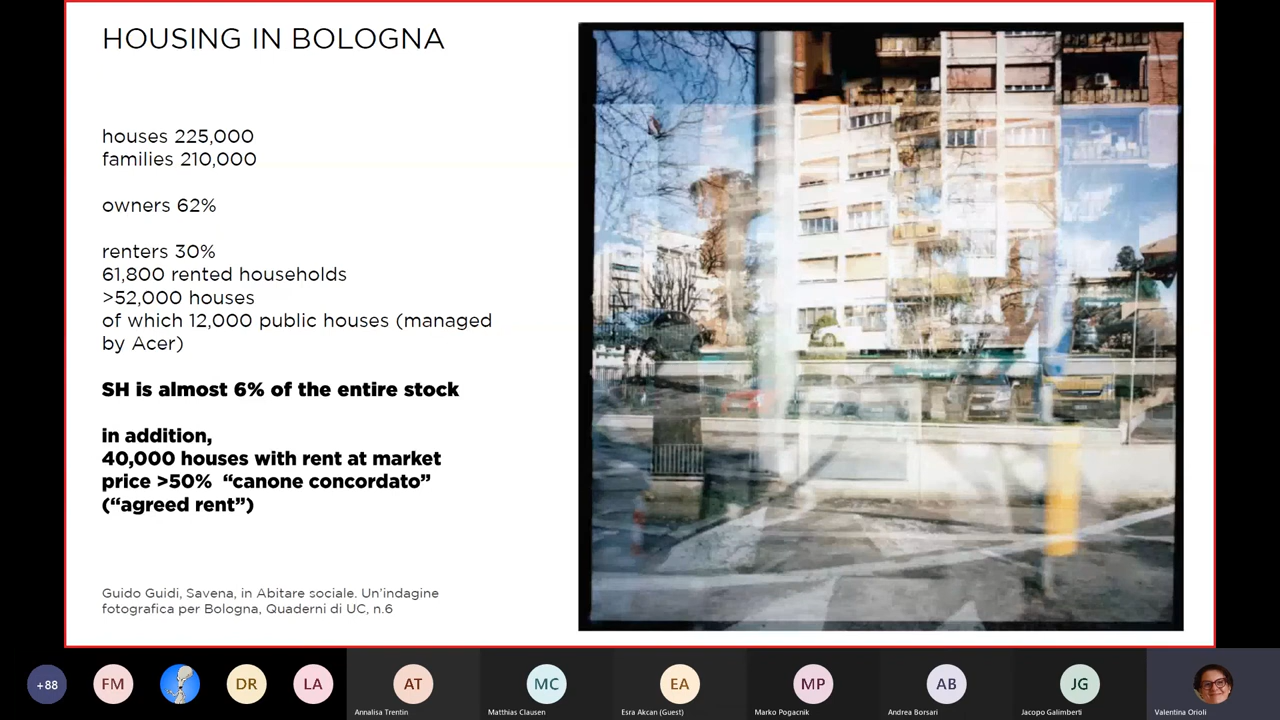 HOUSING IN BOLOGNA
houses 225,000
families 210,000
owners 62%
renters 30%
61,800 rented households
>52,000 houses
of which 12,000 public houses (managed
by Acer)
SH is almost 6% of the entire stock
in addition,
40,000 houses with rent at market
price >50%  “canone concordato”
(“agreed rent”)
Guido Guidi, Savena, in Abitare sociale. Un’indagine
fotografica per Bologna, Quaderni di UC, n.6
+88
FM
DR
LA
AT
MC
EA
MP
AB
JG
Annalisa Trentin
Matthias Clausen
Esra Akcan (Guest)
Marko Pogacnik
Andrea Borsari
Jacopo Galimberti
Valentina Orioli